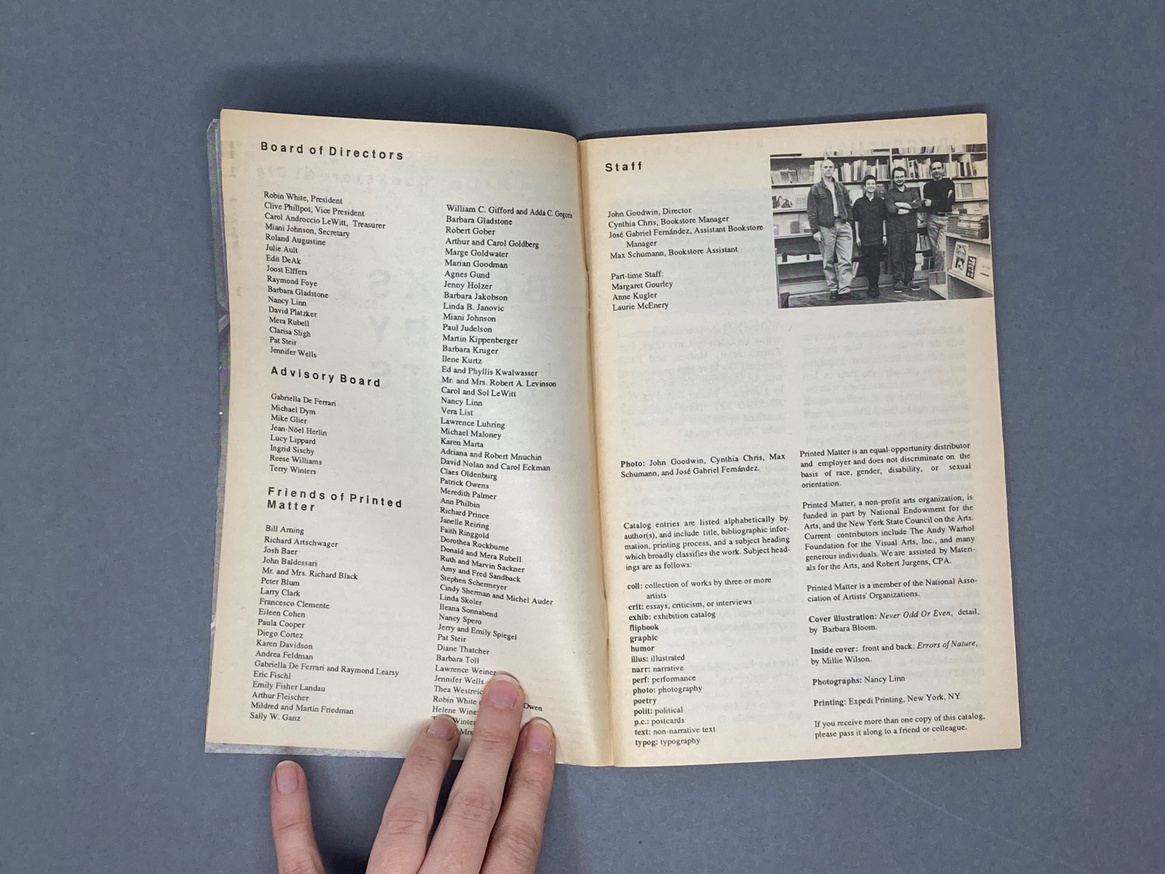 Board of Directors
Robin White, President
Clive Phillpot, Vice President
Carol Androccio LeWitt, Treasurer
Miani Johnson, Secretary
Roland Augustine
Julie Ault
Edit DeAk
Joost Elffers
Raymond Foye
Barbara Gladstone
Nancy Linn
David Platzker
Mera Rubell
Clarisa Sligh
Pat Steir
Jennifer Wells
Advisory Board
Gabriella De Ferrari
Michael Dym
Mike Glier
Jean-Nöel Herlin
Lucy Lippard
Ingrid Sischy
Reese Williams
Terry Winters
Friends of Printed
Matter
Bill Arning
Richard Artschwager
Josh Baer
John Baldessari
Mr. and Mrs. Richard Black
Peter Blum
Larry Clark
Francesco Clemente
Eileen Cohen
Paula Cooper
Diego Cortez
Karen Davidson
Andrea Feldman
Gabriella De Ferrari and Raymond Learsy
Eric Fischl
Emily Fisher Landau
Arthur Fleischer
Mildred and Martin Friedman
Sally W. Ganz
William C. Gifford and Adda C.
Barbara Gladstone
Robert Gober
Arthur and Carol Goldberg
Marge Goldwater
Marian Goodman
Agnes Gund
Jenny Holzer
Barbara Jakobson
Linda B. Janovic
Miani Johnson
Paul Judelson
Martin Kippenberger
Barbara Kruger
Ilene Kurtz
Ed and Phyllis Kwalwasser
Mr. and Mrs. Robert A. Levinson
Carol and Sol LeWitt
Nancy Linn
Vera List
Lawrence Luhring
Michael Maloney
Karen Marta
Adriana and Robert Mnuchin
David Nolan and Carol Eckman
Claes Oldenburg
Patrick Owens
Meredith Palmer
Ann Philbin
Richard Prince
Janelle Reiring
Faith Ringgold
Dorothea Rockburne
Donald and Mera Rubell
Ruth and Marvin Sackner
Amy and Fred Sandback
Stephen Schermeyer
Cindy Sherman and Michel Auder
Linda Skoler
Ileana Sonnabend
Nancy Spero
Jerry and Emily Spiegel
Pat Steir
Diane Thatcher
Barbara Toll
Lawrence Weiner
Jennifer Wells
Thea
Robin White Owen
Helene
Staff
John Goodwin, Director
Cynthia Chris, Bookstore Manager
José Gabriel Fernández, Assistant Bookstore
Manager
Max Schumann, Bookstore Assistant
Part-time Staff:
Margaret Gourley
Anne Kugler
Laurie McEnery
Photo: John Goodwin, Cynthia Chris, Max
Schumann, and José Gabriel Fernández.
Catalog entries are listed alphabetically by
author(s), and include title, bibliographic infor-
mation, printing process, and a subject heading
which broadly classifies the work. Subject head-
ings are as follows:
coll: collection of works by three or more
artists
crit: essays, criticism, or interviews
exhib: exhibition catalog
flipbook
graphic
humor
illus: illustrated
narr: narrative
perf: performance
photo: photography
poetry
polit: political
p.c.: postcards
text: non-narrative text
typog: typography
Printed Matter is an equal-opportunity distributor
and employer and does not discriminate on the
basis of race, gender, disability, or sexual
orientation.
Printed Matter, a non-profit arts organization, is
funded in part by National Endowment for the
Arts, and the New York State Council on the Arts.
Current contributors include The Andy Warhol
Foundation for the Visual Arts, Inc., and many
generous individuals. We are assisted by Materi-
als for the Arts, and Robert Jurgens, CPA.
Printed Matter is a member of the National Asso-
ciation of Artists' Organizations.
Cover illustration: Never Odd Or Even, detail,
by Barbara Bloom.
Inside cover: front and back: Errors of Nature,
by Millie Wilson.
Photographs: Nancy Linn
Printing: Expedi Printing, New York, NY
If you receive more than one copy of this catalog,
please pass it along to a friend or colleague.